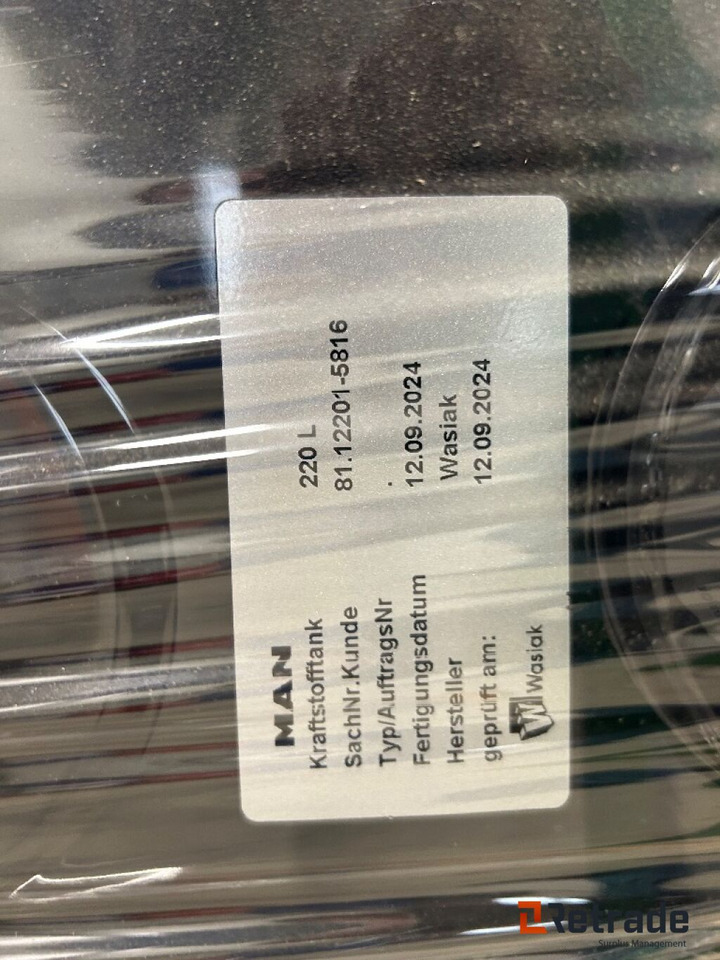 MAN
Kraftstofftank 220 L
SachNr.Kunde 81.12201-5816
Typ/AuftragsNr .
Fertigungsdatum 12.09.2024
Hersteller Wasiak
geprüft am: 12.09.2024
W Wasiak
Retrade
Surplus Management